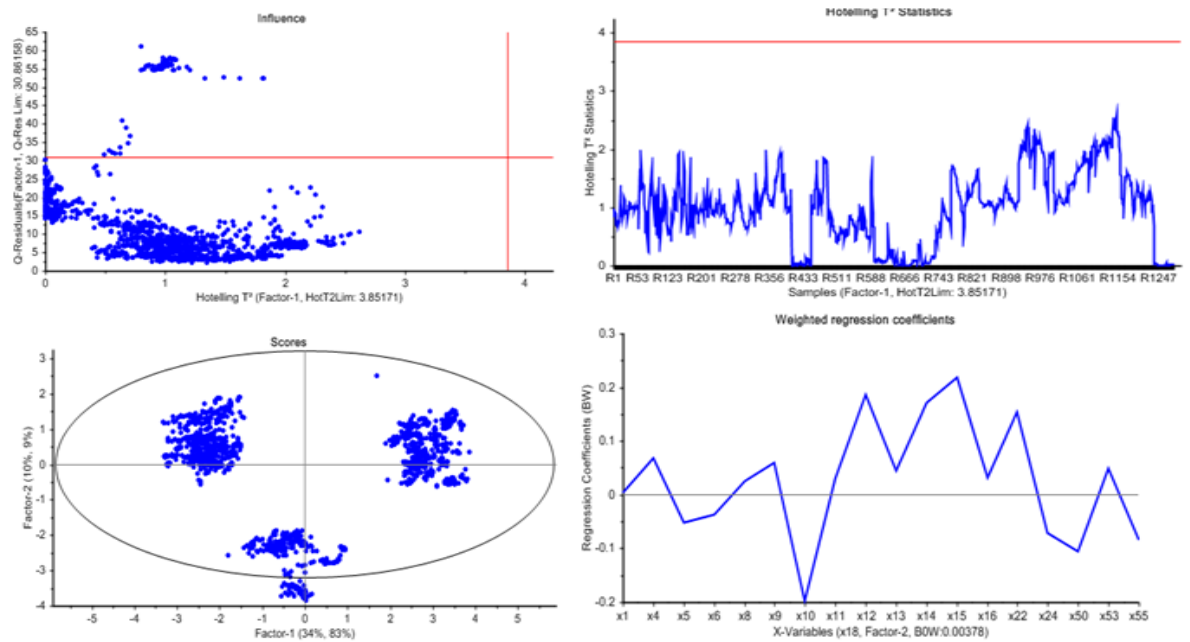 Influence
65
60
55
50
45
40
35
30
25
20
15
10
5
0
Q-Residuals(Factor-1, Q-Res Lim: 30.86158)
0 1 2 3 4
Hotelling T² (Factor-1, HotT2Lim: 3.85171)
Hotelling T² Statistics
4
3
2
1
0
Hotelling T² Statistics
R1 R53 R123 R201 R278 R356 R433 R511 R588 R666 R743 R821 R898 R976 R1061 R1154 R1247
Samples (Factor-1, HotT2Lim: 3.85171)
Scores
3
2
1
0
-1
-2
-3
-4
Factor-2 (10%, 9%)
-5 -4 -3 -2 -1 0 1 2 3 4 5
Factor-1 (34%, 83%)
Weighted regression coefficients
0.3
0.2
0.1
0
-0.1
-0.2
Regression Coefficients (BW)
x1 x4 x5 x6 x8 x9 x10 x11 x12 x13 x14 x15 x16 x22 x24 x50 x53 x55
X-Variables (x18, Factor-2, B0W:0.00378)